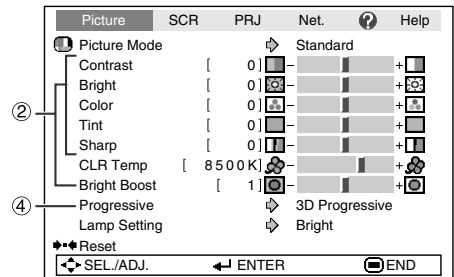 Picture SCR PRJ Net. ? Help
Picture Mode Standard
Contrast [ 0] - +
② Bright [ 0] - +
Color [ 0] - +
Tint [ 0] - +
Sharp [ 0] - +
CLR Temp [ 8500K] - +
Bright Boost [ 1] - +
④ Progressive 3D Progressive
Lamp Setting Bright
Reset
SEL./ADJ. ENTER END